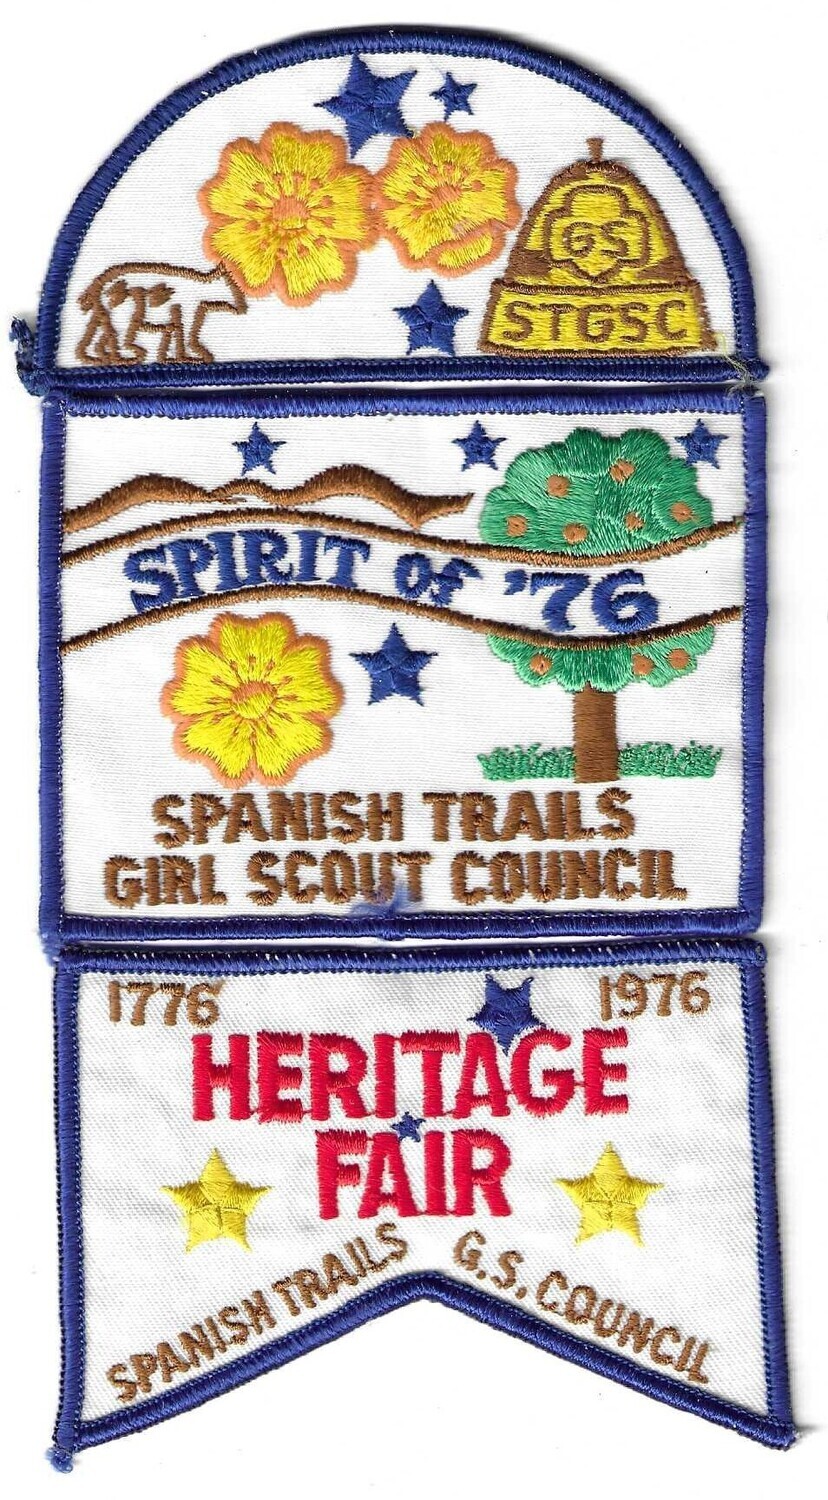 GS
STGSC
SPIRIT OF '76
SPANISH TRAILS
GIRL SCOUT COUNCIL
1776 1976
HERITAGE
FAIR
SPANISH TRAILS G.S. COUNCIL